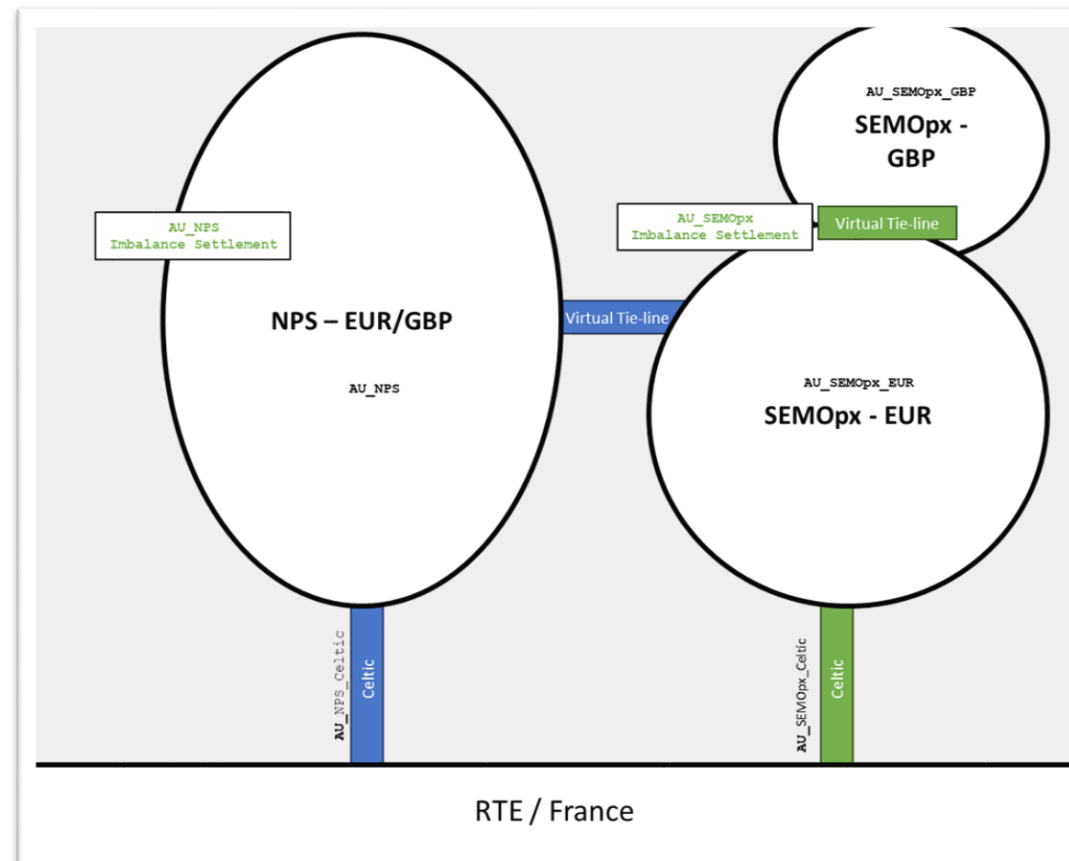 AU_SEMOpx_GBP
SEMOpx -
GBP
AU_NPS
Imbalance Settlement
AU_SEMOpx
Imbalance Settlement
Virtual Tie-line
NPS – EUR/GBP
Virtual Tie-line
AU_NPS
AU_SEMOpx_EUR
SEMOpx - EUR
AU_NPS_Celtic
Celtic
AU_SEMOpx_Celtic
Celtic
RTE / France